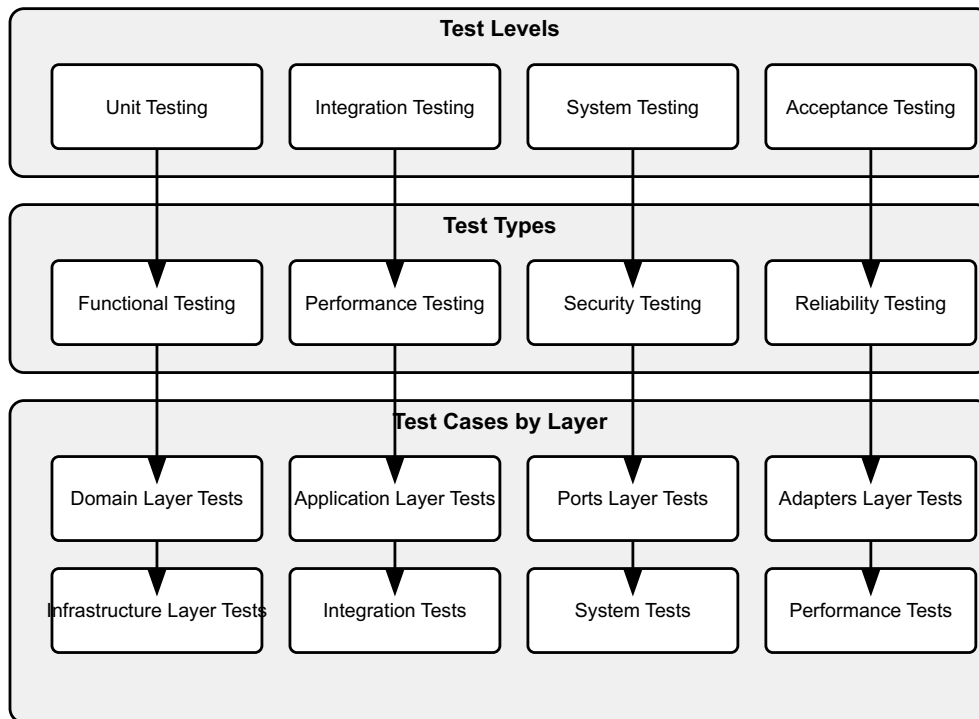 Test Levels
Unit Testing
Integration Testing
System Testing
Acceptance Testing
Test Types
Functional Testing
Performance Testing
Security Testing
Reliability Testing
Test Cases by Layer
Domain Layer Tests
Application Layer Tests
Ports Layer Tests
Adapters Layer Tests
Infrastructure Layer Tests
Integration Tests
System Tests
Performance Tests